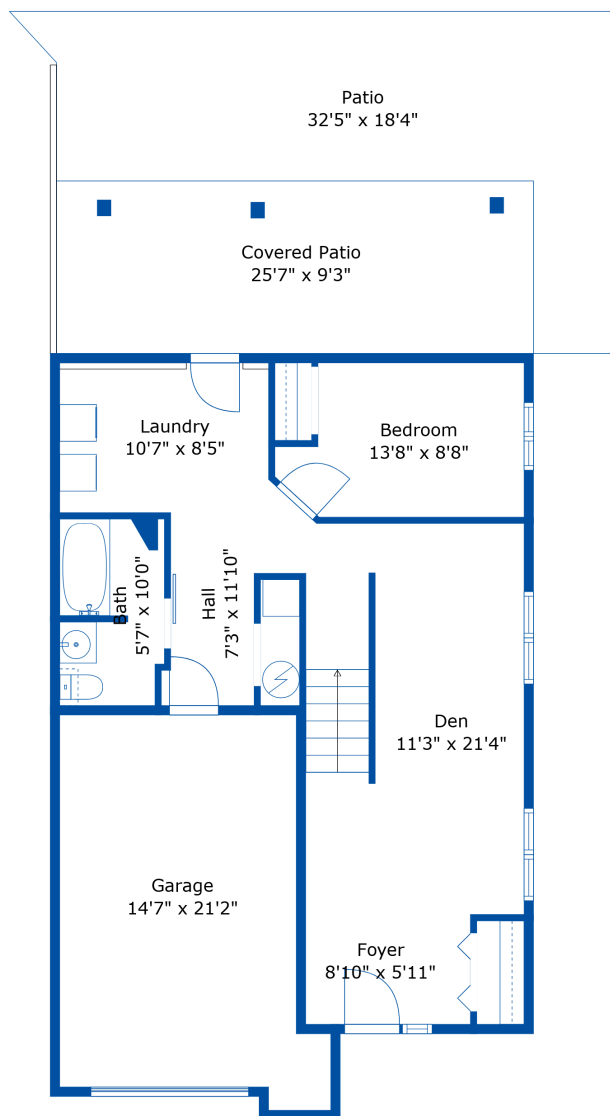 Patio
32'5" x 18'4"
Covered Patio
25'7" x 9'3"
Laundry
10'7" x 8'5"
Bedroom
13'8" x 8'8"
Bath
5'7" x 10'0"
Hall
7'3" x 11'10"
Den
11'3" x 21'4"
Garage
14'7" x 21'2"
Foyer
8'10" x 5'11"